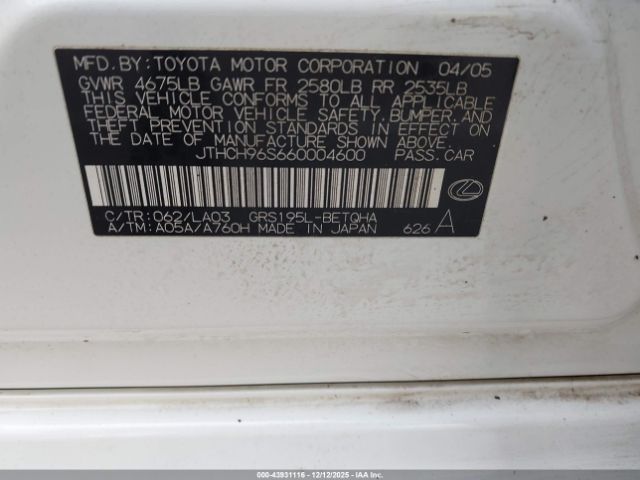 MFD. BY: TOYOTA MOTOR CORPORATION 04/05
GVWR 4675LB GAWR FR 2580LB RR 2535LB
THIS VEHICLE CONFORMS TO ALL APPLICABLE
FEDERAL MOTOR VEHICLE SAFETY, BUMPER, AND
THEFT PREVENTION STANDARDS IN EFFECT ON
THE DATE OF MANUFACTURE SHOWN ABOVE.
JTHCH96S660004600 PASS. CAR
C/TR: 062/LA03 GRS195L-BETQHA
A/TM: A05A/A760H MADE IN JAPAN 626 A
000-43931116 - 12/12/2025 - IAAI.COM